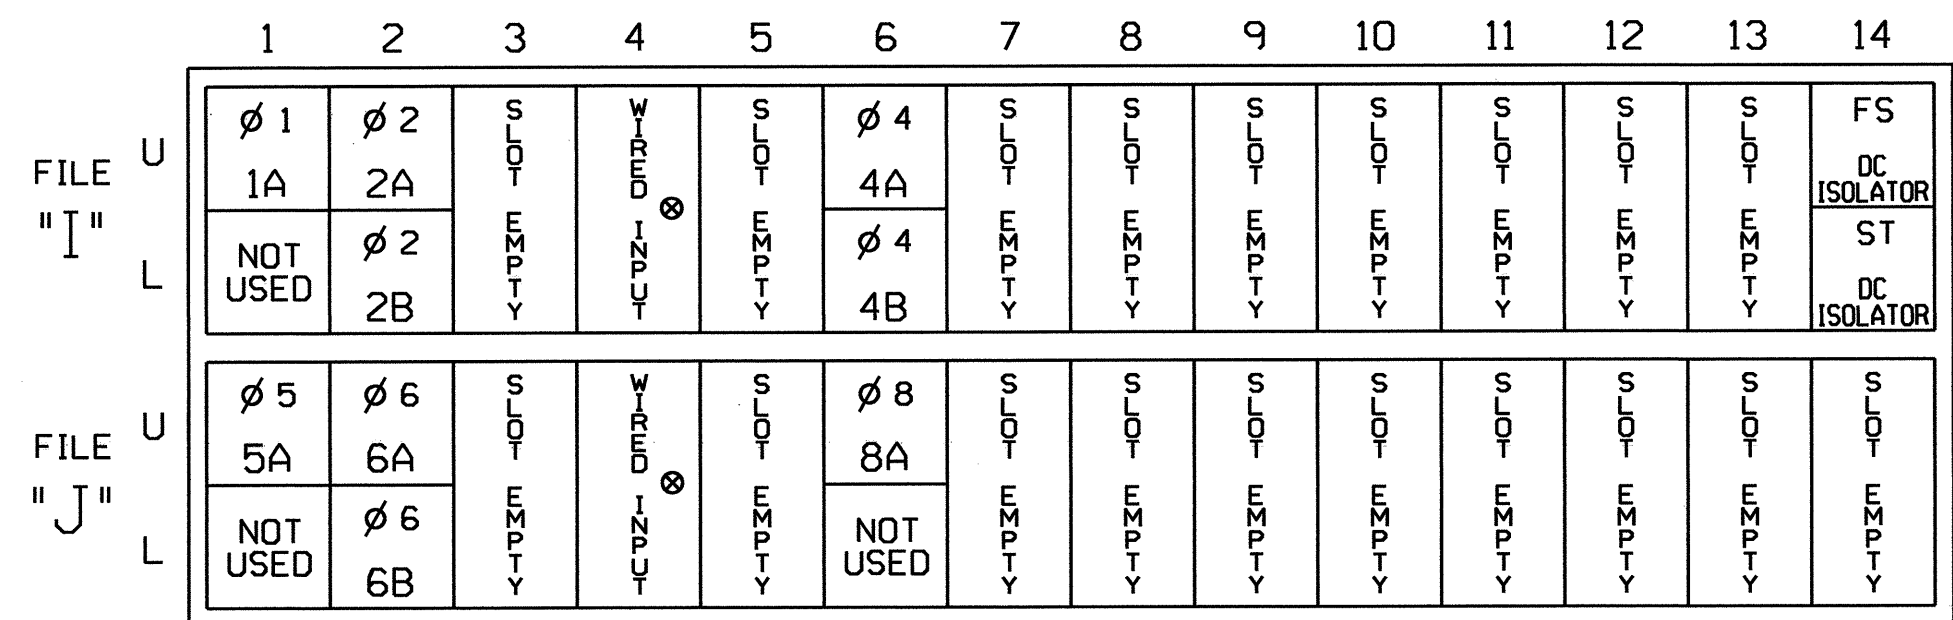 1 2 3 4 5 6 7 8 9 10 11 12 13 14
FILE "I"
U
L
Ø 1
1A
NOT USED
Ø 2
2A
Ø 2
2B
SLOT EMPTY
WIRED INPUT ⊗
SLOT EMPTY
Ø 4
4A
Ø 4
4B
SLOT EMPTY
SLOT EMPTY
SLOT EMPTY
SLOT EMPTY
SLOT EMPTY
SLOT EMPTY
SLOT EMPTY
FS
DC
ISOLATOR
ST
DC
ISOLATOR
FILE "J"
U
L
Ø 5
5A
NOT USED
Ø 6
6A
Ø 6
6B
SLOT EMPTY
WIRED INPUT ⊗
SLOT EMPTY
Ø 8
8A
NOT USED
SLOT EMPTY
SLOT EMPTY
SLOT EMPTY
SLOT EMPTY
SLOT EMPTY
SLOT EMPTY
SLOT EMPTY
SLOT EMPTY